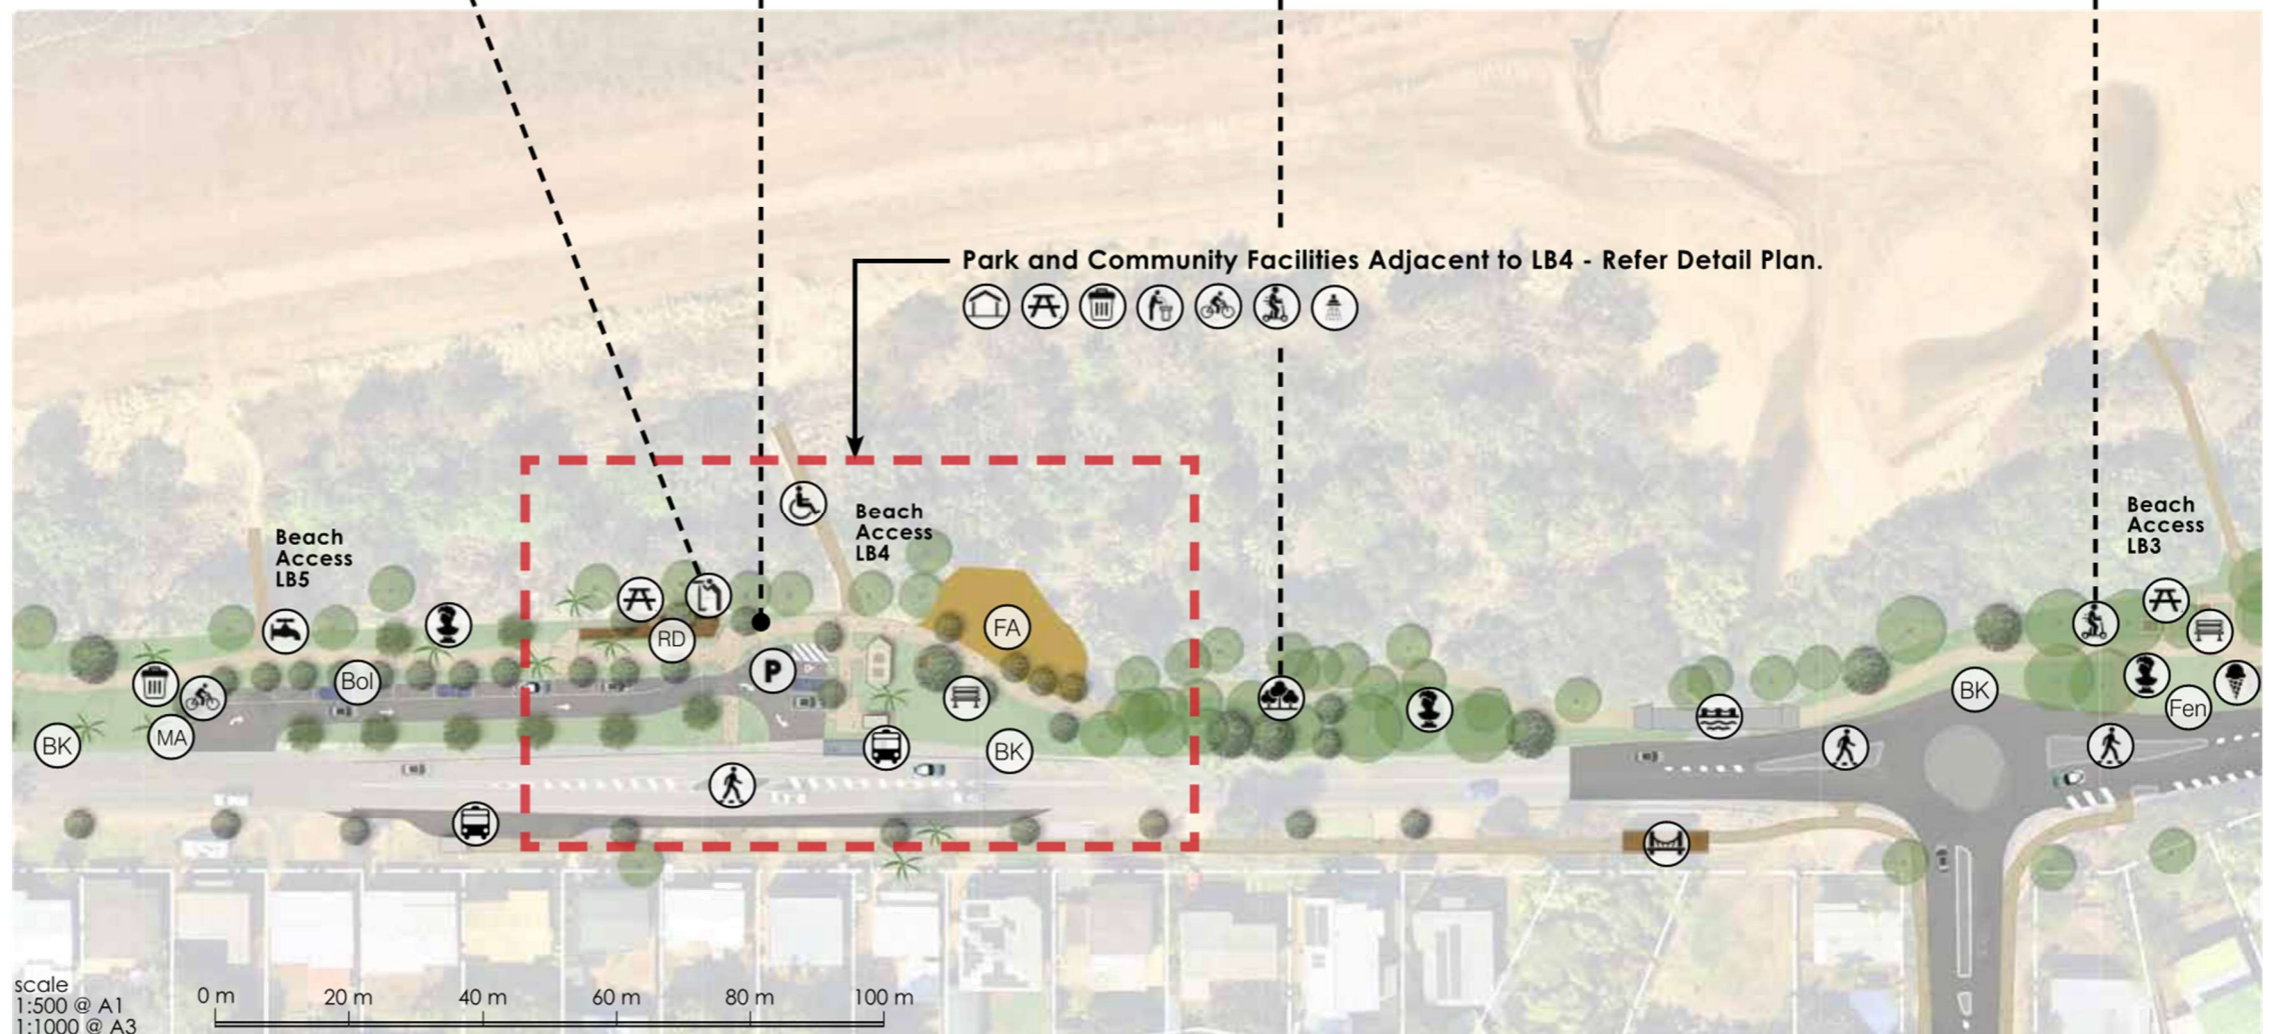 Park and Community Facilities Adjacent to LB4 - Refer Detail Plan.
Beach
Access
LB5
Beach
Access
LB4
Beach
Access
LB3
RD
FA
P
Bol
BK
MA
BK
BK
Fen
scale
1:500 @ A1
1:1000 @ A3
0 m
20 m
40 m
60 m
80 m
100 m